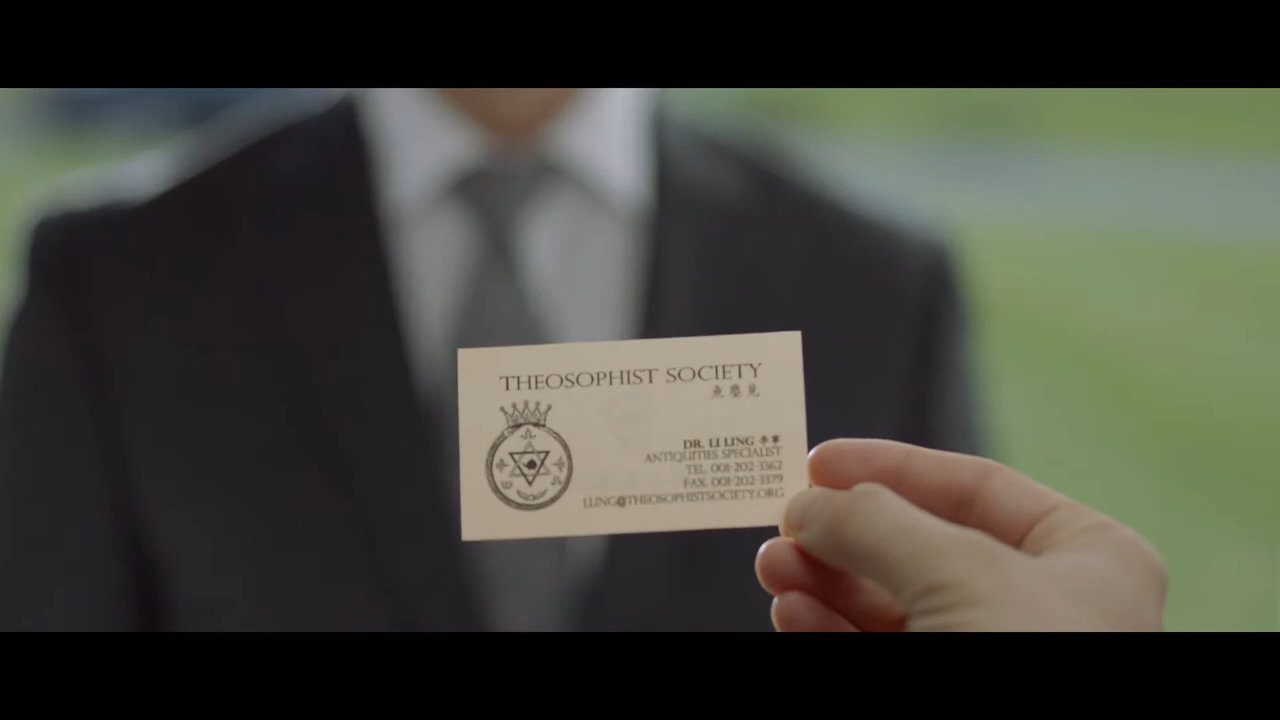 THEOSOPHIST SOCIETY
DR. LI LING
ANTIQUITIES SPECIALIST
TEL. 001-202-3362
FAX. 001-202-3379
LLING@THEOSOPHISTSOCIETY.ORG